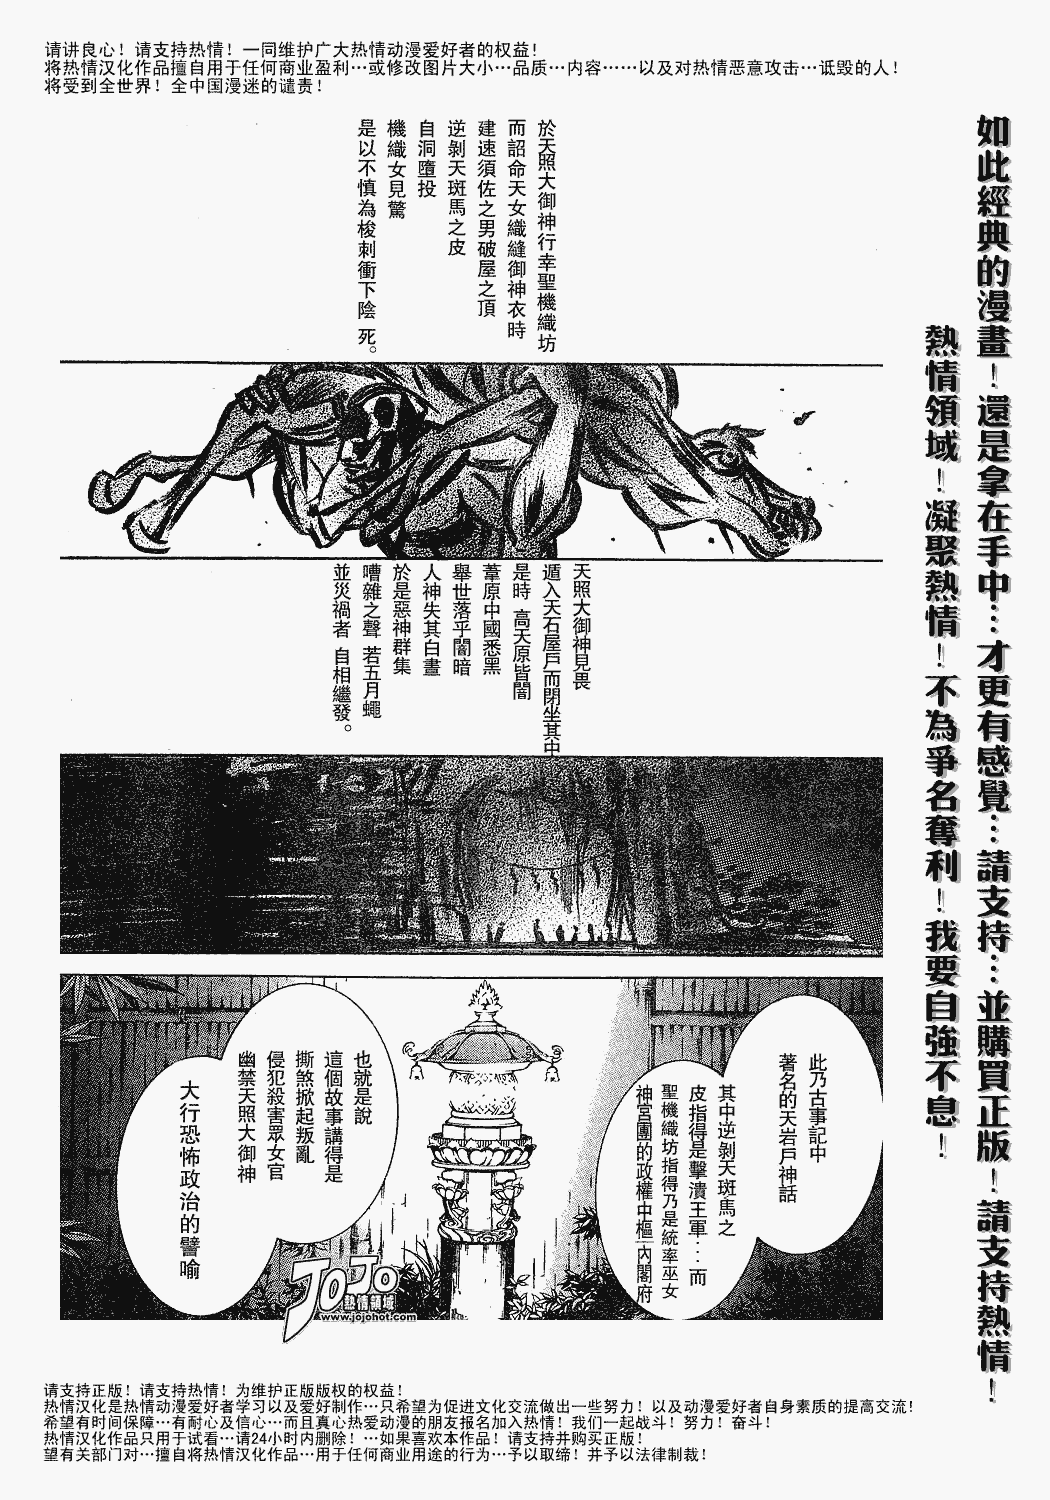 请讲良心！请支持热情！一同维护广大热情动漫爱好者的权益！
将热情汉化作品擅自用于任何商业盈利…或修改图片大小…品质…内容……以及对热情恶意攻击…诋毁的人！
将受到全世界！全中国漫迷的谴责！
如此經典的漫畫！還是拿在手中…才更有感覺…請支持…並購買正版！請支持熱情！
熱情領域！凝聚熱情！不為爭名奪利！我要自強不息！
於天照大御神行幸聖機織坊
而詔命天女織縫御神衣時
建速須佐之男破屋之頂
逆剝天斑馬之皮
自洞墮投
機織女見驚
是以不慎為梭刺衝下陰 死。
天照大御神見畏
遁入天石屋戶而閉坐其中
是時 高天原皆闇
葦原中國悉黑
舉世落乎闇暗
人神失其白晝
於是惡神群集
嘈雜之聲 若五月蠅
並災禍者 自相繼發。
此乃古事記中
著名的天岩戶神話
其中逆剝天斑馬之
皮指得是擊潰王軍…而
聖機織坊指得乃是統率巫女
神宮團的政權中樞|內閣府
也就是說
這個故事講得是
撕煞掀起叛亂
侵犯殺害眾女官
幽禁天照大御神
大行恐怖政治的譬喻
JOJO
熱情領域
www.jojohot.com
请支持正版！请支持热情！为维护正版版权的权益！
热情汉化是热情动漫爱好者学习以及爱好制作…只希望为促进文化交流做出一些努力！以及动漫爱好者自身素质的提高交流！
希望有时间保障…有耐心及信心…而且真心热爱动漫的朋友报名加入热情！我们一起战斗！努力！奋斗！
热情汉化作品只用于试看…请24小时内删除！…如果喜欢本作品！请支持并购买正版！
望有关部门对…擅自将热情汉化作品…用于任何商业用途的行为…予以取缔！并予以法律制裁！